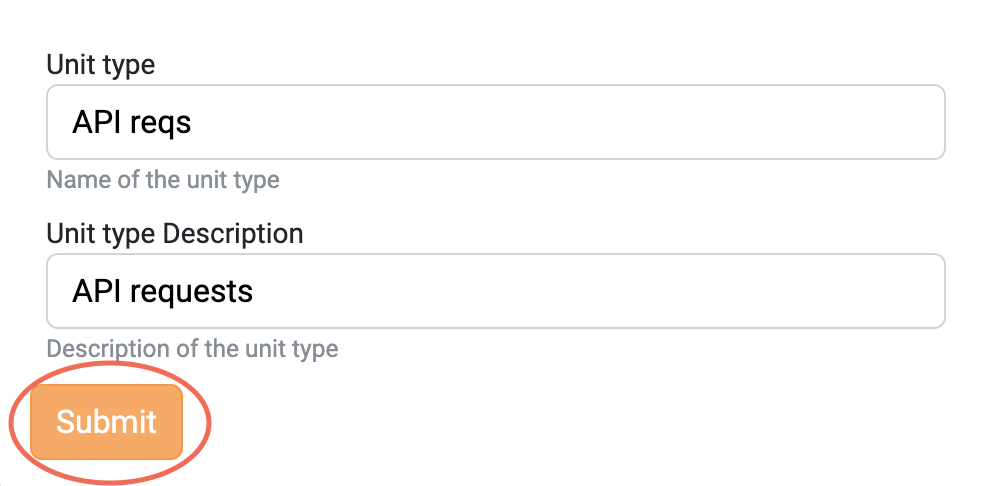 Unit type
API reqs
Name of the unit type
Unit type Description
API requests
Description of the unit type
Submit